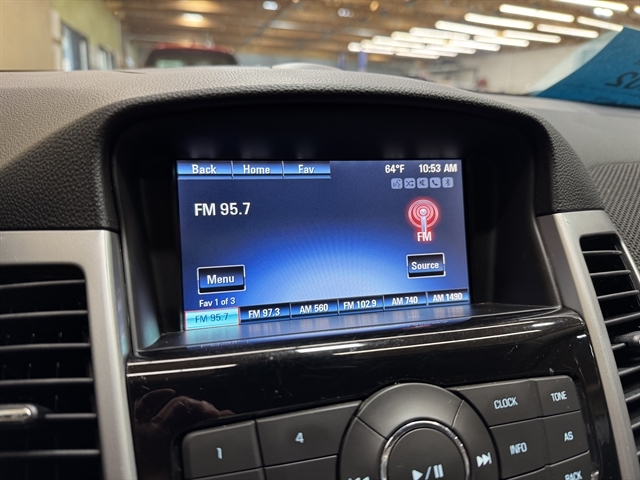 Back Home Fav 64°F 10:53 AM
FM 95.7
FM
Menu Source
Fav 1 of 3
FM 95.7 FM 97.3 AM 560 FM 102.9 AM 740 AM 1490
CLOCK TONE
1 4 INFO AS
BACK